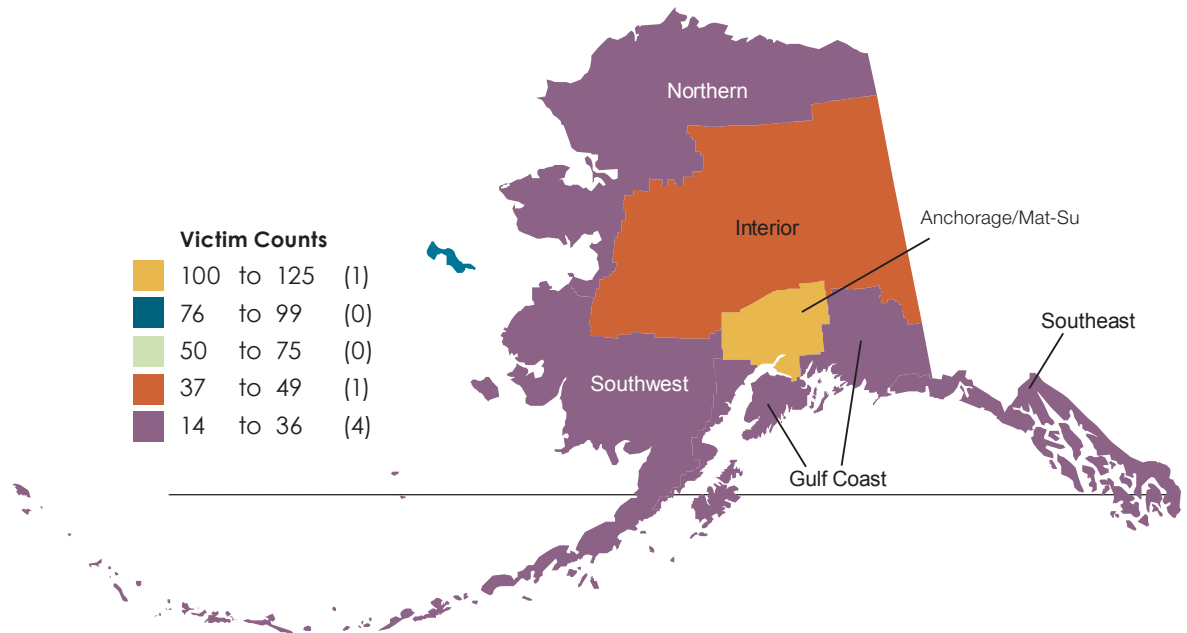 Northern
Interior
Anchorage/Mat-Su
Victim Counts
100 to 125 (1)
76 to 99 (0)
50 to 75 (0)
37 to 49 (1)
14 to 36 (4)
Southeast
Southwest
Gulf Coast